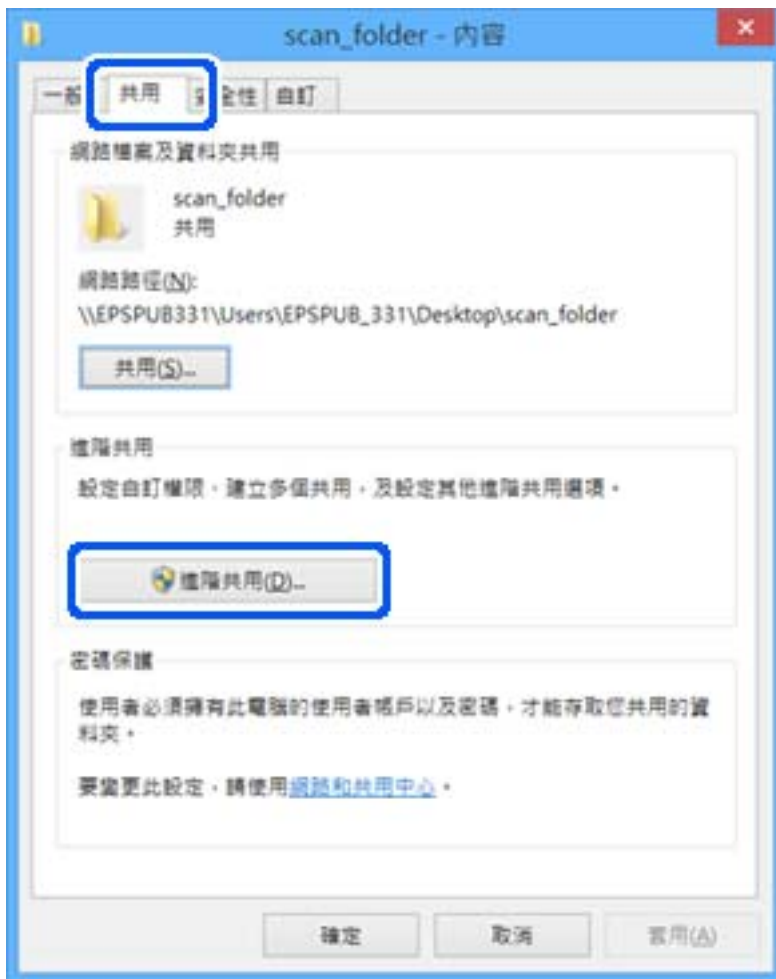 scan_folder - 內容
一般 共用 安全性 自訂
網路檔案及資料夾共用
scan_folder
共用
網路路徑(N):
\\EPSPUB331\Users\EPSPUB_331\Desktop\scan_folder
共用(S)...
進階共用
設定自訂權限，建立多個共用，及設定其他進階共用選項。
進階共用(D)...
密碼保護
使用者必須擁有此電腦的使用者帳戶以及密碼，才能存取您共用的資
料夾。
要變更此設定，請使用網路和共用中心。
確定 取消 套用(A)